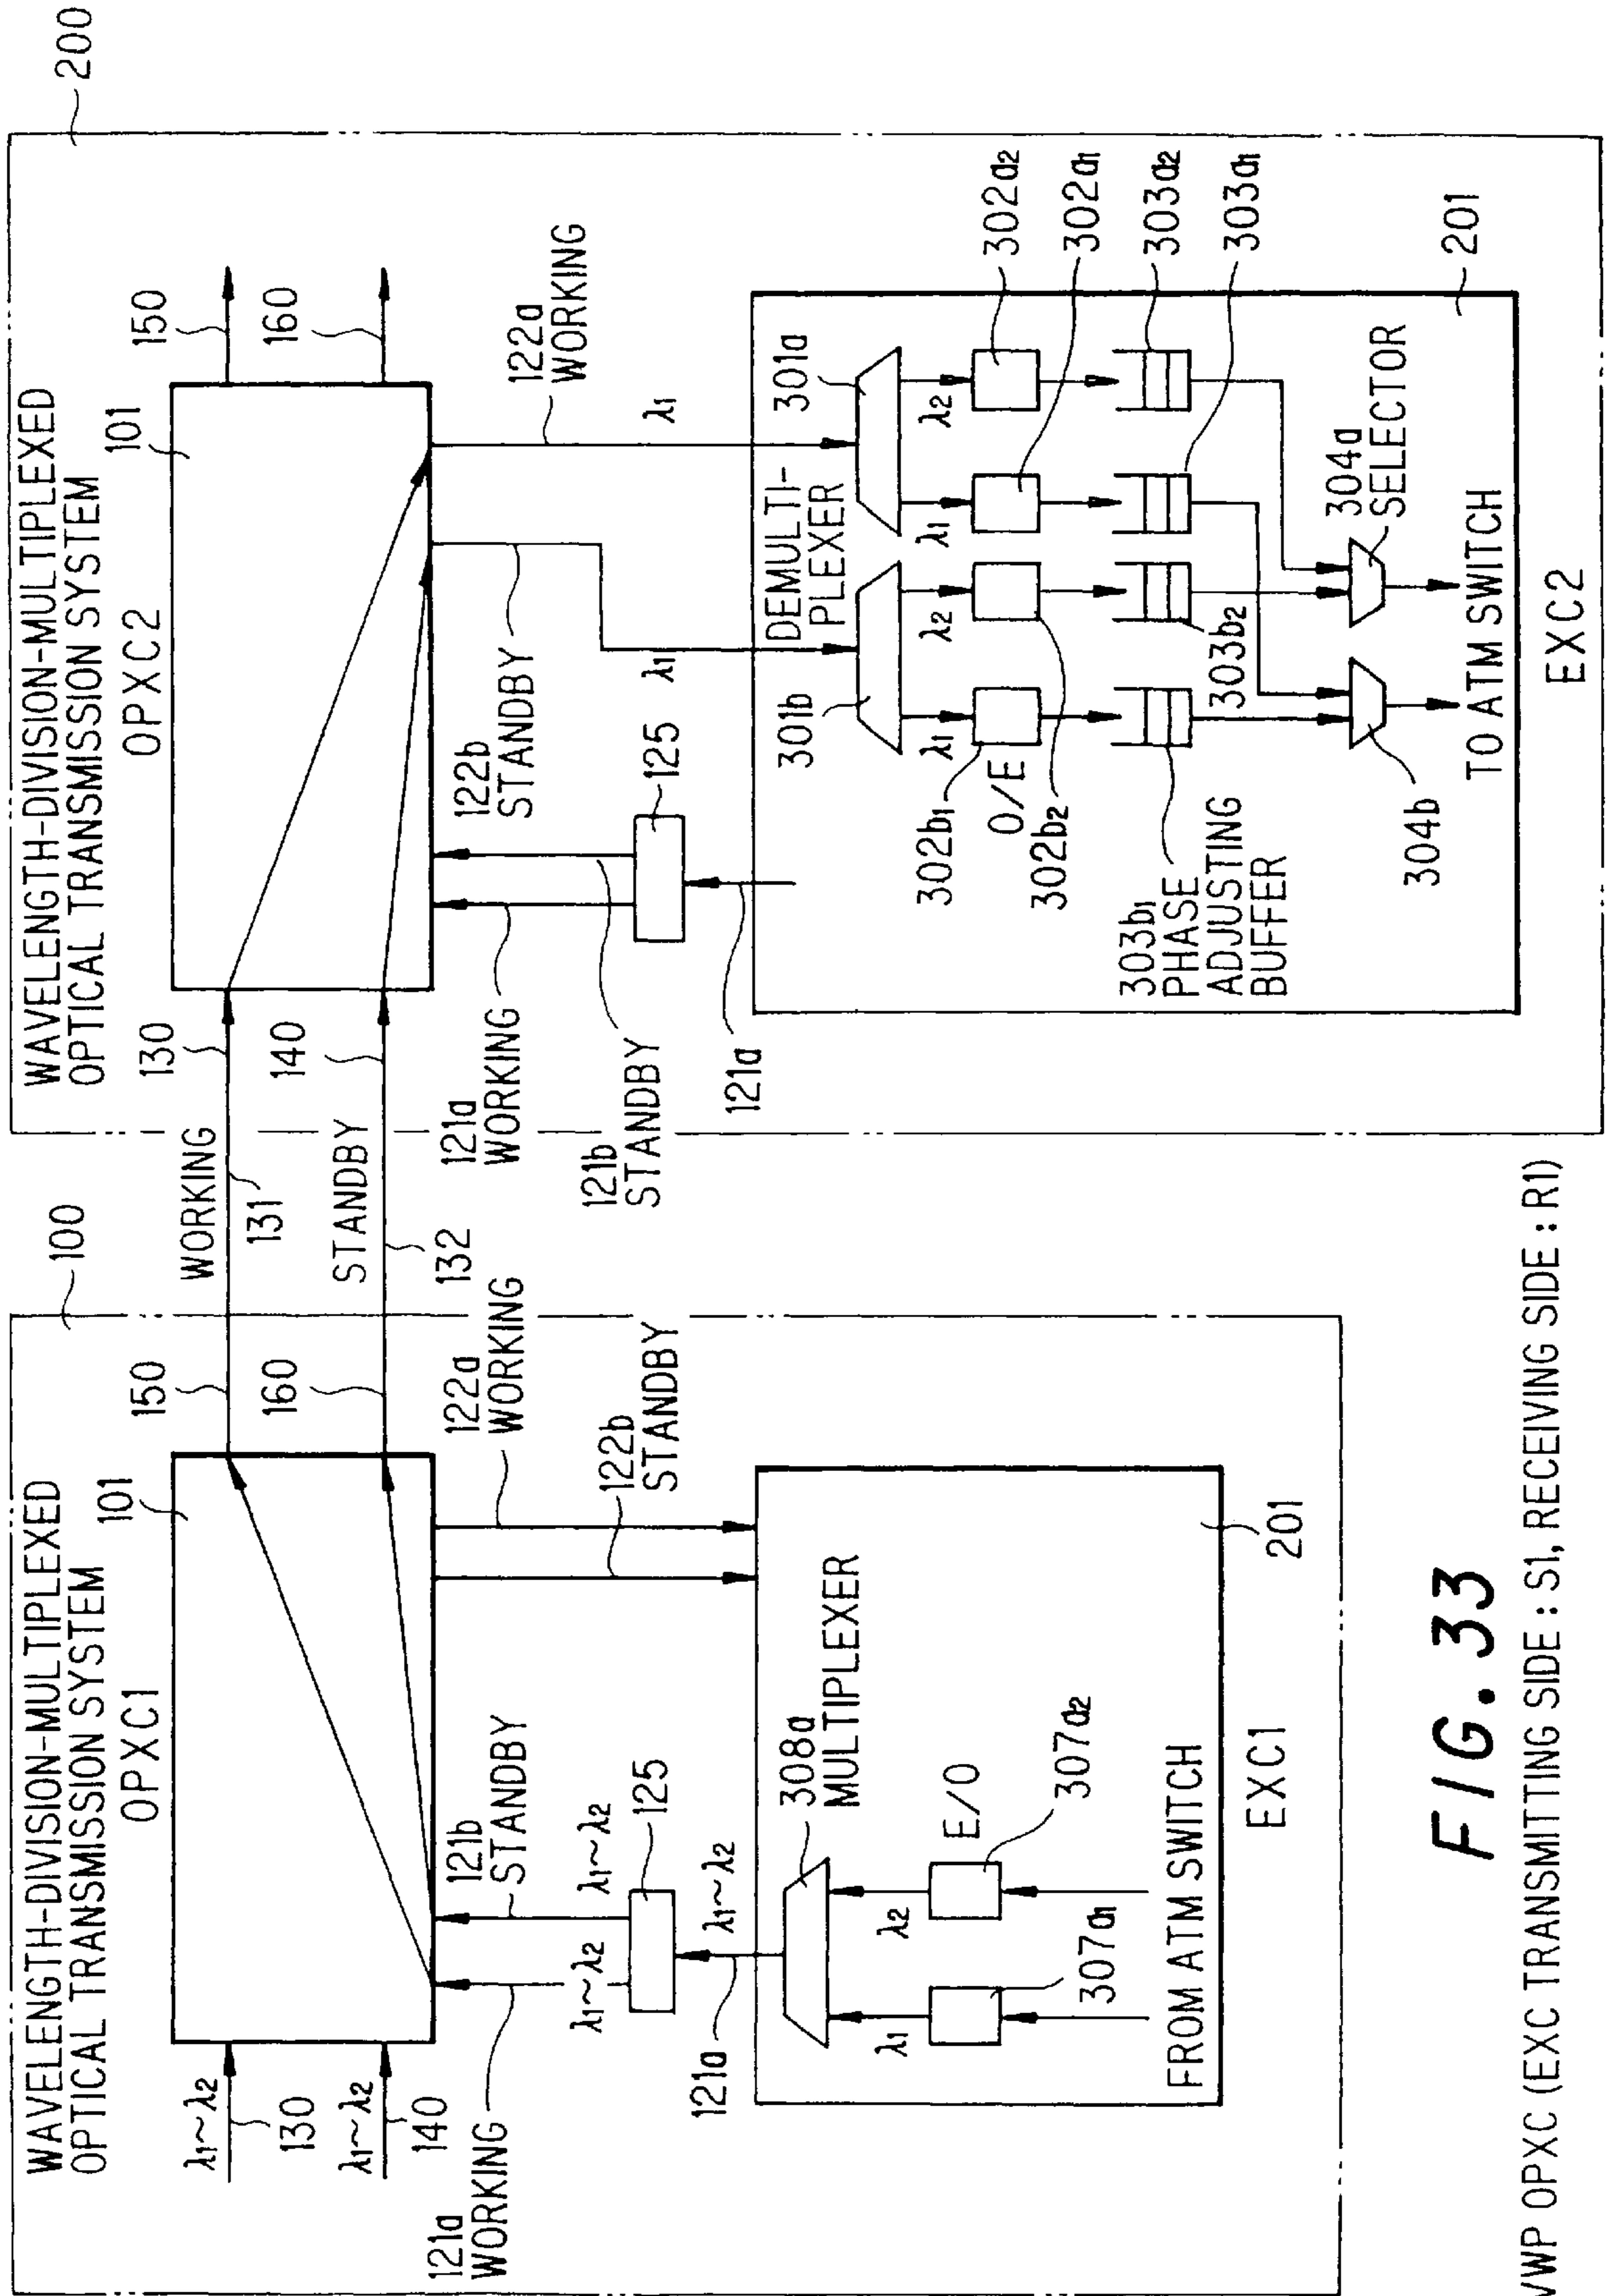 WAVELENGTH-DIVISION-MULTIPLEXED
OPTICAL TRANSMISSION SYSTEM
OPXC1
101
100
λ1~λ2
130
λ1~λ2
140
150
160
WORKING
131
STANDBY
132
121a
WORKING
121b
STANDBY
λ1~λ2
λ1~λ2
125
λ1~λ2
121a
122a
WORKING
122b
STANDBY
308a
MULTIPLEXER
λ1
λ2
E/O
307a1
307a2
FROM ATM SWITCH
201
EXC1
WAVELENGTH-DIVISION-MULTIPLEXED
OPTICAL TRANSMISSION SYSTEM
OPXC2
101
200
130
140
150
160
121a
WORKING
121b
STANDBY
122b
STANDBY
125
121a
122a
WORKING
λ1
λ1
DEMULTI-
PLEXER
301b
301a
λ1
λ2
λ1
λ2
302b1
O/E
302b2
302a2
302a1
303b1
PHASE
ADJUSTING
BUFFER
303b2
303a2
303a1
304b
304a
SELECTOR
TO ATM SWITCH
201
EXC2
FIG. 33
VWP OPXC (EXC TRANSMITTING SIDE : S1, RECEIVING SIDE : R1)